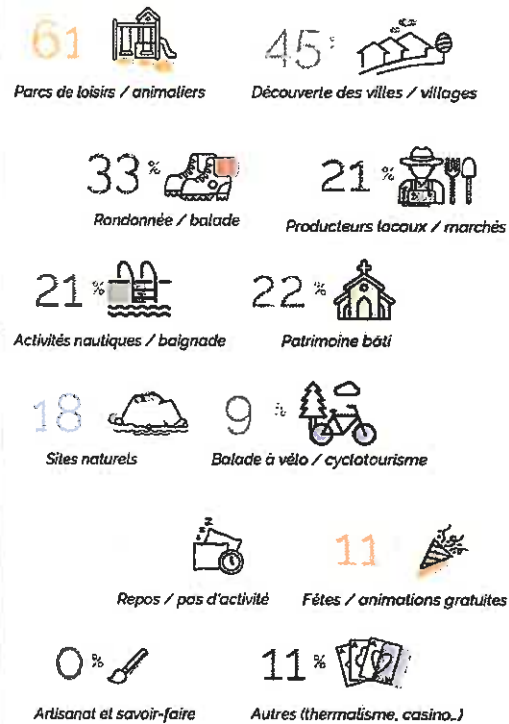 61 45 %
Parcs de loisirs / animaliers Découverte des villes / villages
33 % 21 %
Randonnée / balade Producteurs locaux / marchés
21 % 22 %
Activités nautiques / baignade Patrimoine bâti
18 9 %
Sites naturels Balade à vélo / cyclotourisme
11
Repos / pas d'activité Fêtes / animations gratuites
0 % 11 %
Artisanat et savoir-faire Autres (thermalisme, casino..)